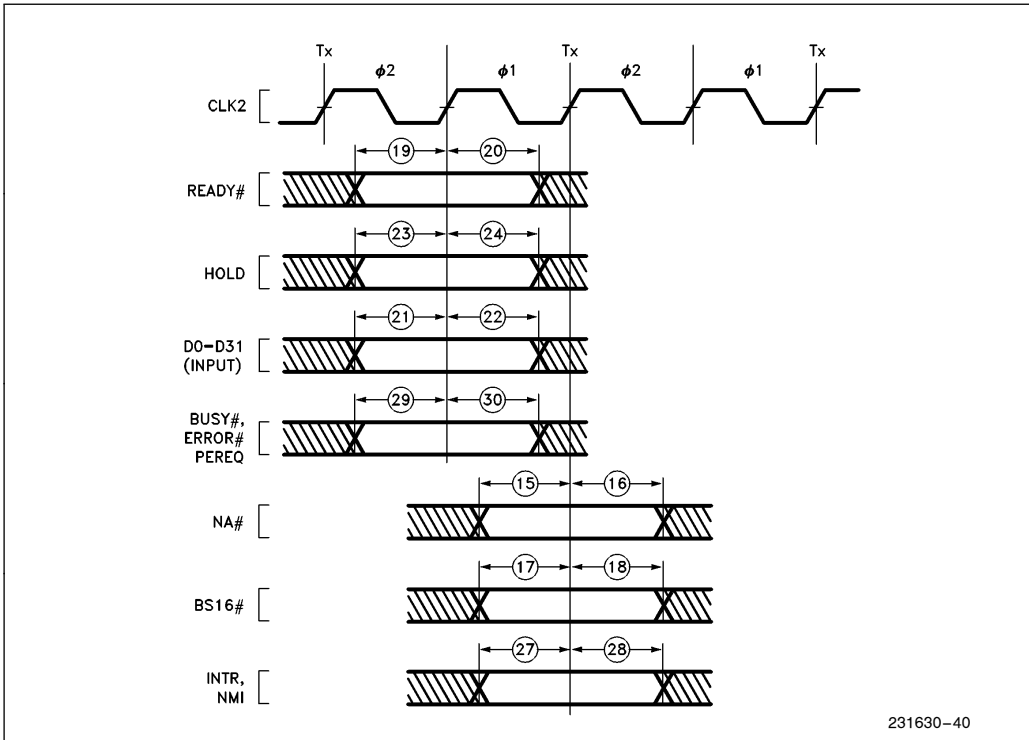 Tx Tx Tx
ϕ2 ϕ1 ϕ2 ϕ1
CLK2
19 20
READY#
23 24
HOLD
21 22
D0–D31
(INPUT)
29 30
BUSY#,
ERROR#
PEREQ
15 16
NA#
17 18
BS16#
27 28
INTR,
NMI
231630–40